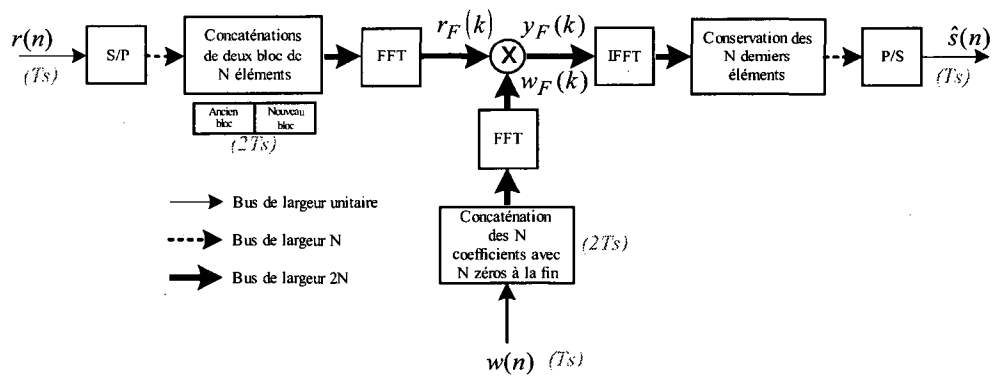 r(n)
(Ts)
S/P
Concaténations
de deux bloc de
N éléments
Ancien
bloc
Nouveau
bloc
(2Ts)
FFT
r_F(k)
X
y_F(k)
w_F(k)
IFFT
Conservation des
N derniers
éléments
P/S
ŝ(n)
(Ts)
FFT
Concaténation
des N
coefficients avec
N zéros à la fin
(2Ts)
w(n) (Ts)
Bus de largeur unitaire
Bus de largeur N
Bus de largeur 2N